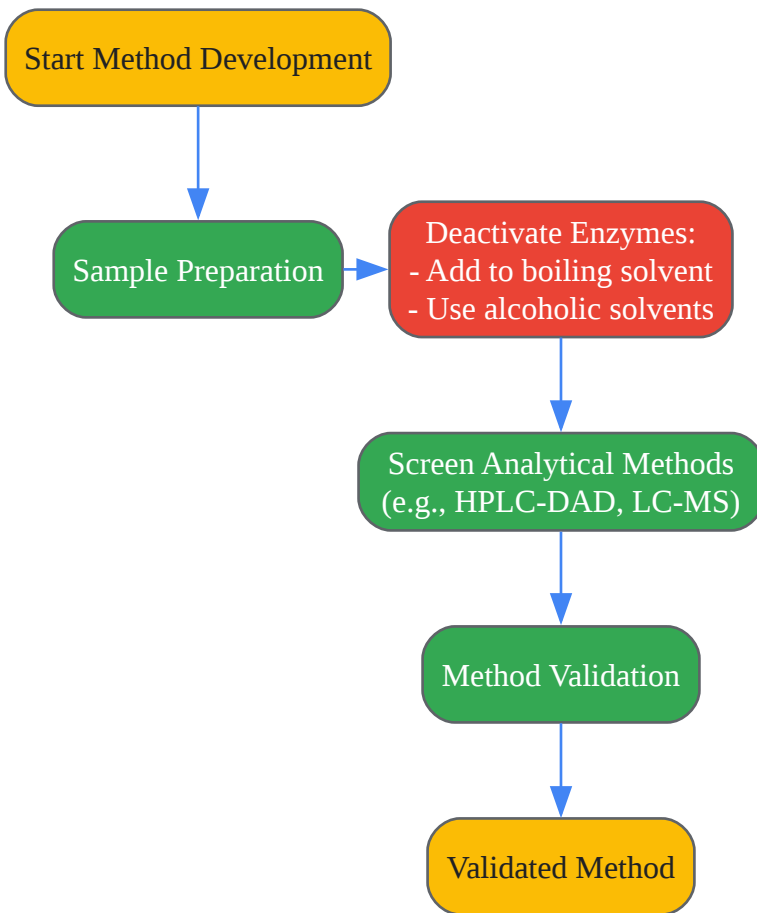 Start Method Development
Sample Preparation
Deactivate Enzymes:
- Add to boiling solvent
- Use alcoholic solvents
Screen Analytical Methods
(e.g., HPLC-DAD, LC-MS)
Method Validation
Validated Method